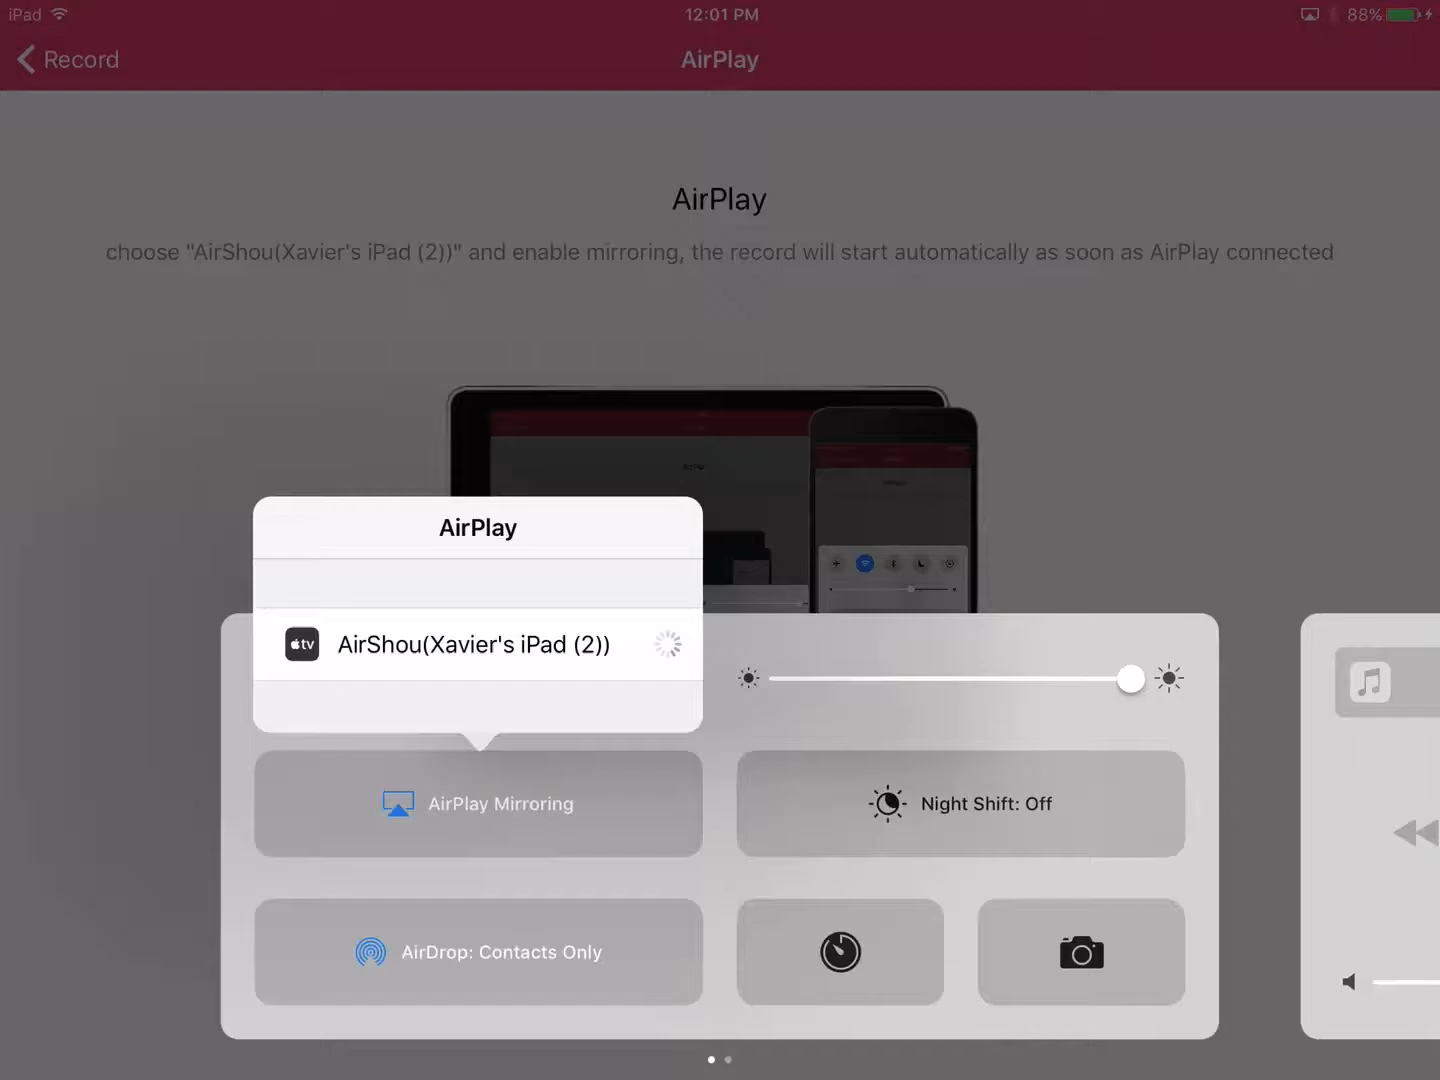 iPad
12:01 PM
88%
Record
AirPlay
AirPlay
choose "AirShou(Xavier's iPad (2))" and enable mirroring, the record will start automatically as soon as AirPlay connected
AirPlay
tv
AirShou(Xavier's iPad (2))
AirPlay Mirroring
Night Shift: Off
AirDrop: Contacts Only